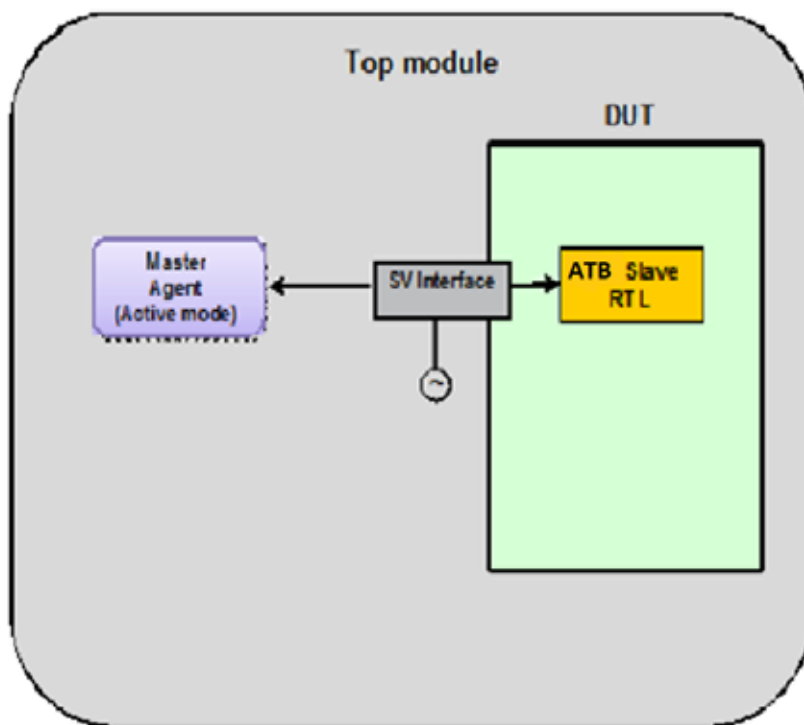 Top module
DUT
Master
Agent
(Active mode)
SV Interface
ATB Slave
RTL
~